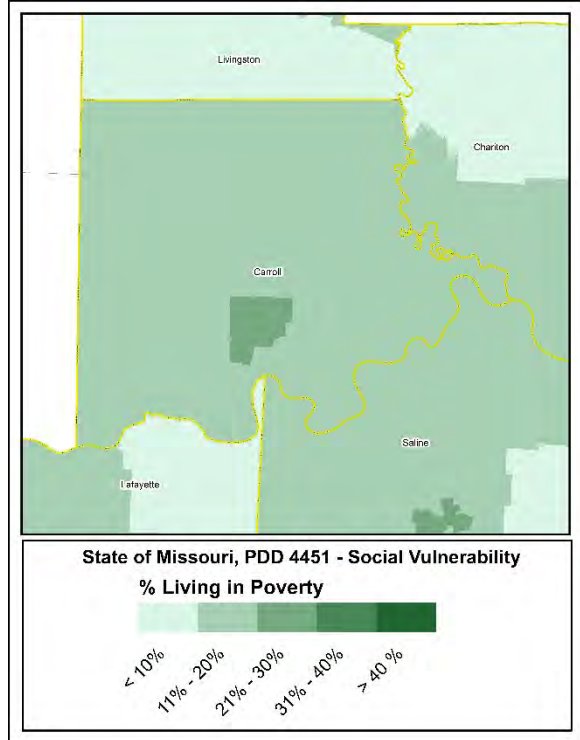 Livingston
Chariton
Carroll
Saline
Lafayette
State of Missouri, PDD 4451 - Social Vulnerability
% Living in Poverty
< 10%
11% - 20%
21% - 30%
31% - 40%
> 40 %